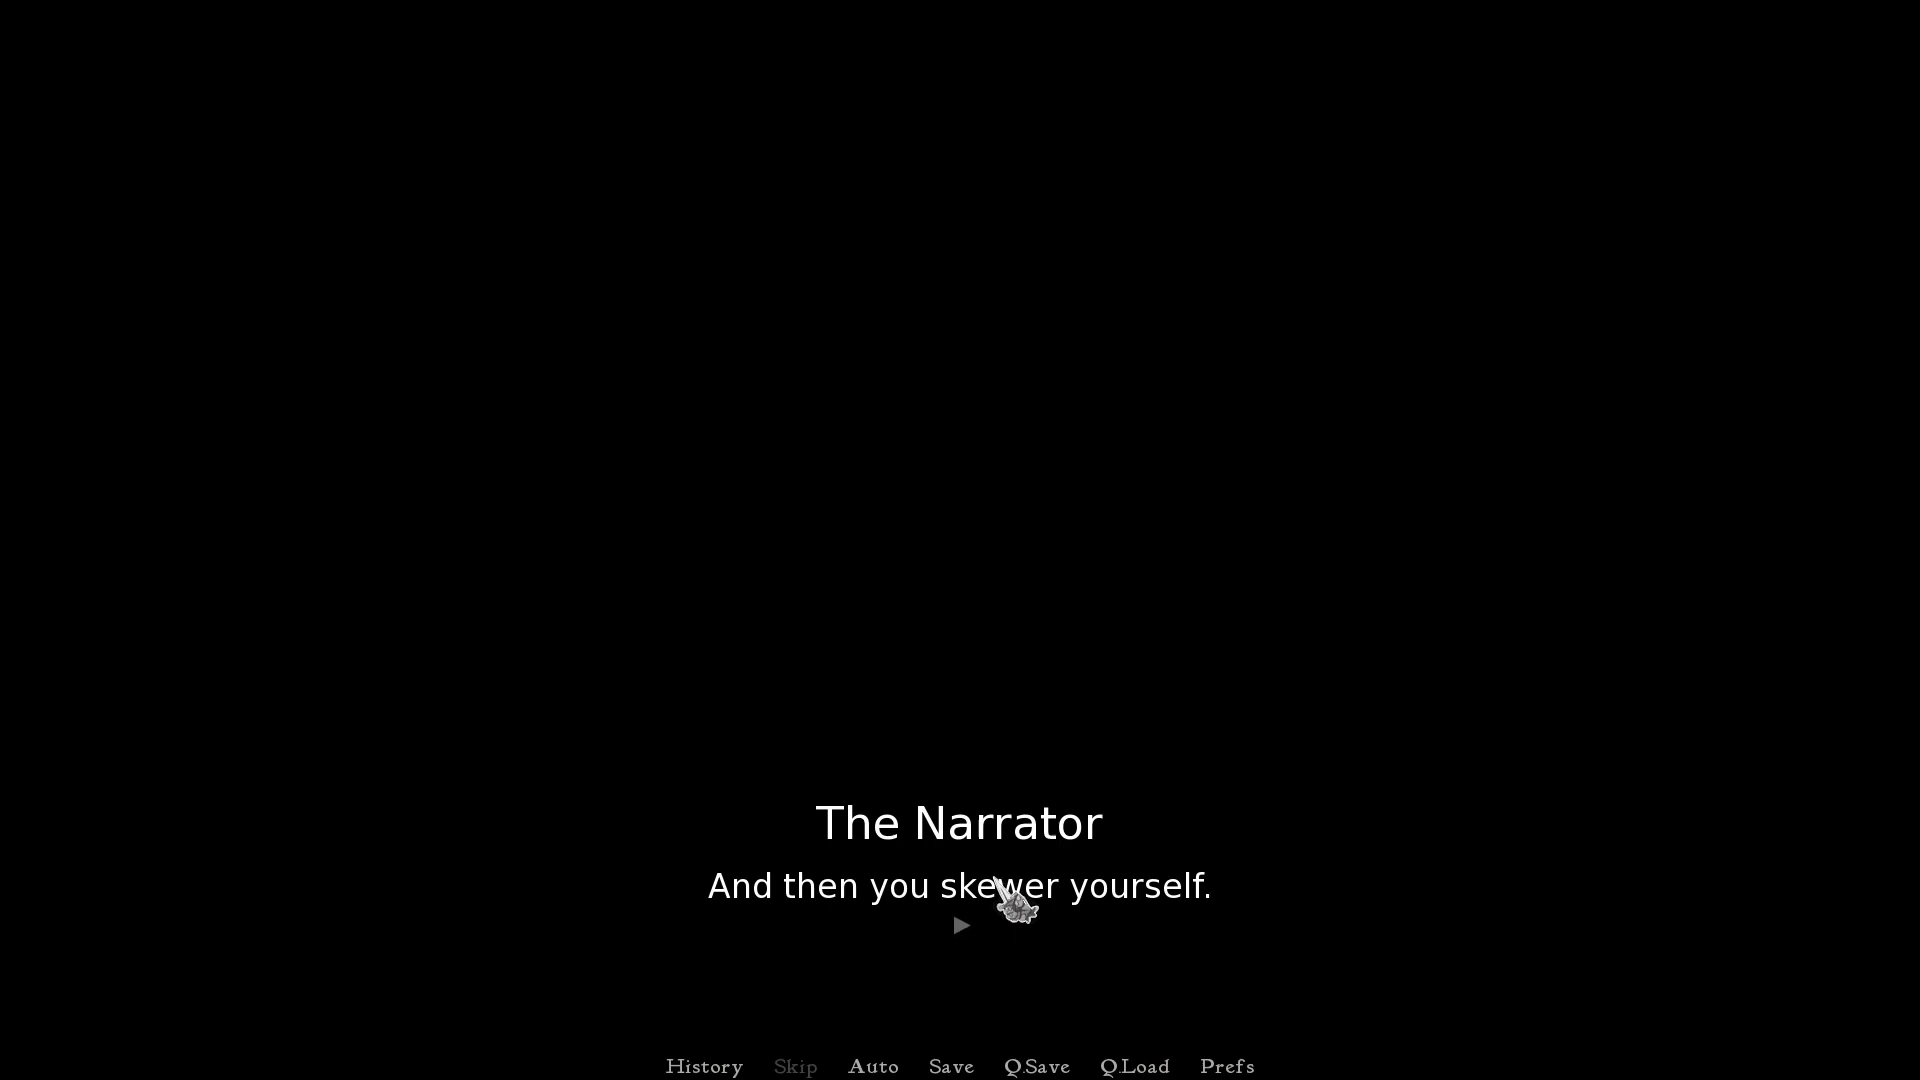 The Narrator
And then you skewer yourself.
History Skip Auto Save Q.Save Q.Load Prefs